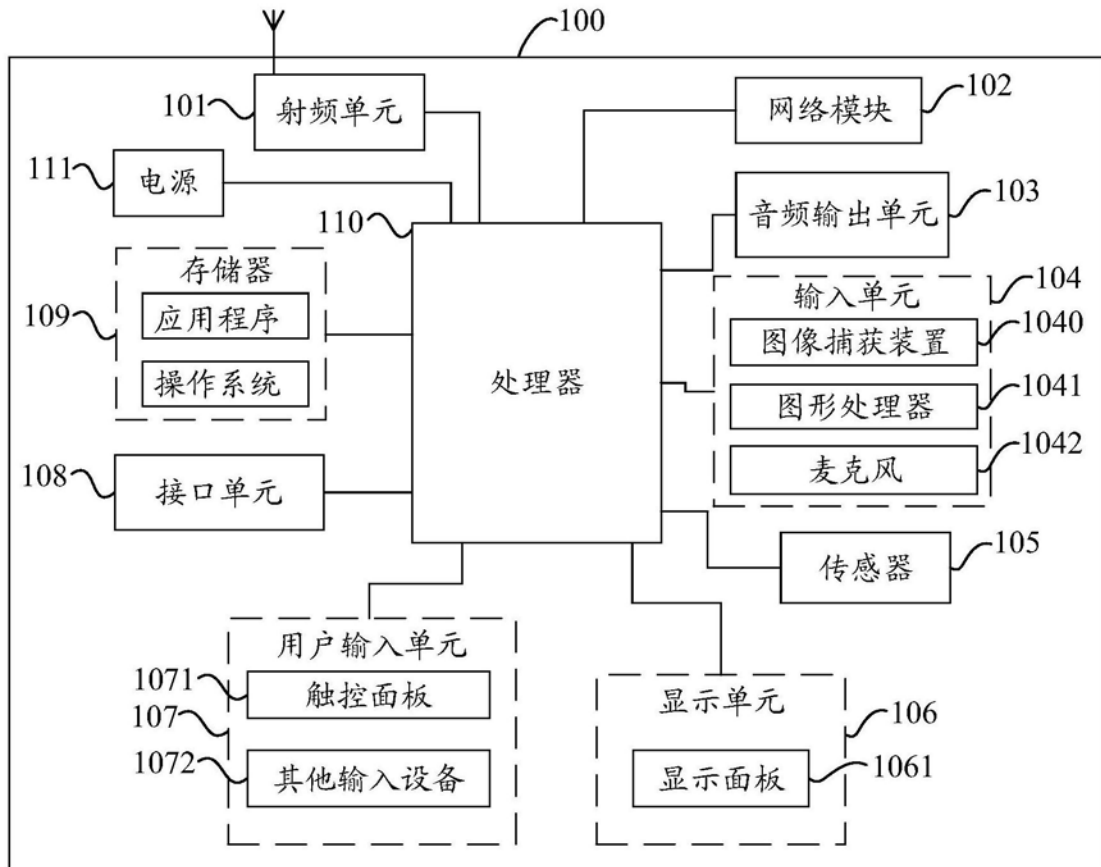 100
101
射频单元
网络模块
102
111
电源
110
音频输出单元
103
109
存储器
应用程序
操作系统
处理器
输入单元
104
图像捕获装置
1040
图形处理器
1041
麦克风
1042
108
接口单元
传感器
105
用户输入单元
1071
触控面板
107
1072
其他输入设备
显示单元
106
显示面板
1061